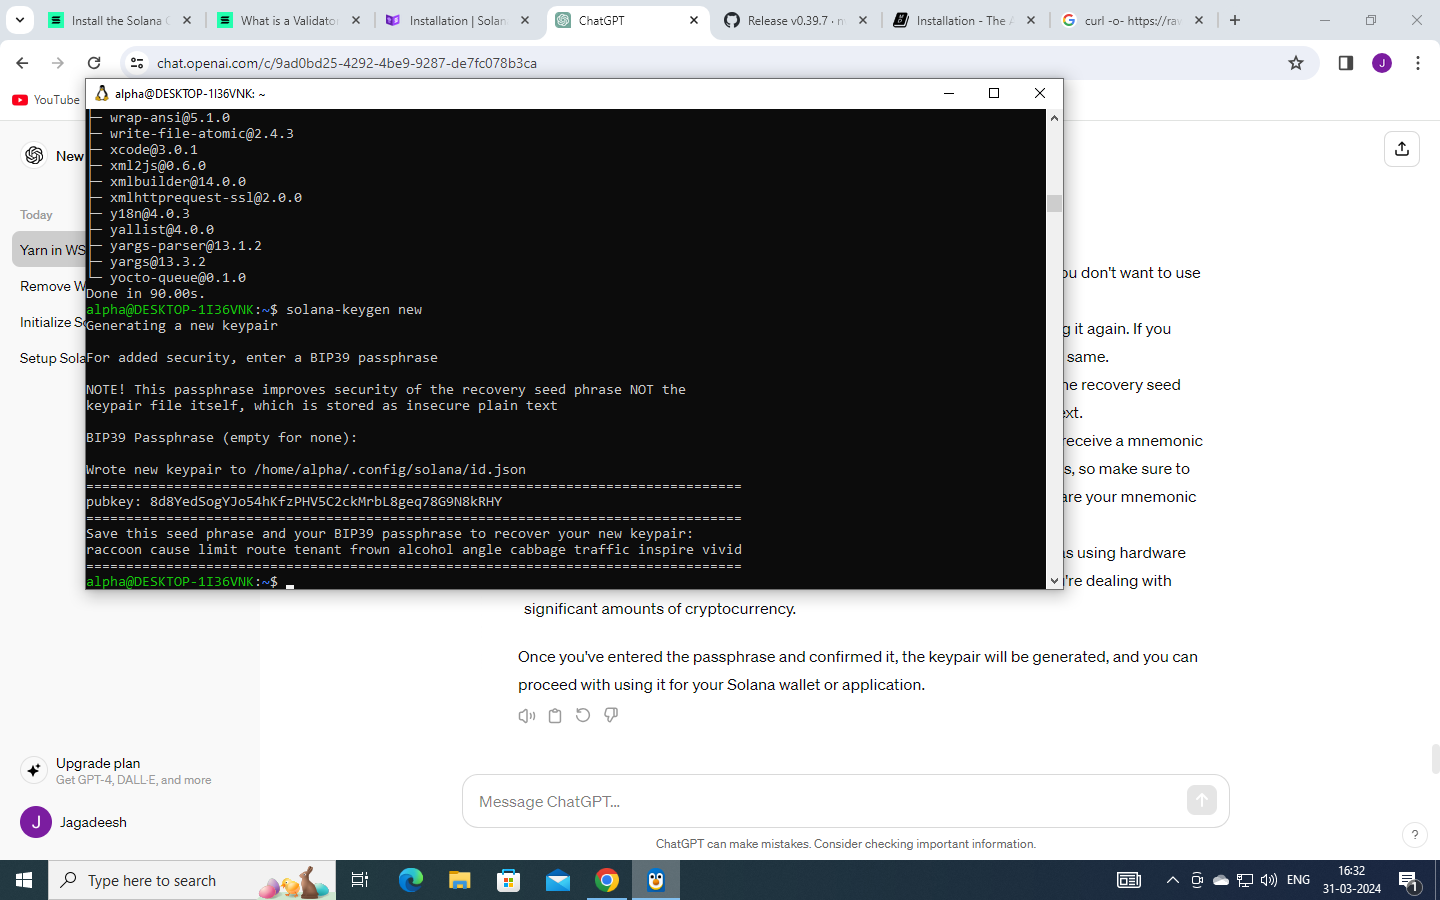 Install the Solana C
What is a Validator
Installation | Solan
ChatGPT
Release v0.39.7 · n
Installation - The A
curl -o- https://rav
chat.openai.com/c/9ad0bd25-4292-4be9-9287-de7fc078b3ca
J
YouTube
alpha@DESKTOP-1I36VNK: ~
├─ wrap-ansi@5.1.0
├─ write-file-atomic@2.4.3
├─ xcode@3.0.1
├─ xml2js@0.6.0
├─ xmlbuilder@14.0.0
├─ xmlhttprequest-ssl@2.0.0
├─ y18n@4.0.3
├─ yallist@4.0.0
├─ yargs-parser@13.1.2
├─ yargs@13.3.2
└─ yocto-queue@0.1.0
Done in 90.00s.
alpha@DESKTOP-1I36VNK:~$ solana-keygen new
Generating a new keypair
For added security, enter a BIP39 passphrase
NOTE! This passphrase improves security of the recovery seed phrase NOT the
keypair file itself, which is stored as insecure plain text
BIP39 Passphrase (empty for none):
Wrote new keypair to /home/alpha/.config/solana/id.json
==================================================================================
pubkey: 8d8YedSogYJo54hKfzPHV5C2ckMrbL8geq78G9N8kRHY
==================================================================================
Save this seed phrase and your BIP39 passphrase to recover your new keypair:
raccoon cause limit route tenant frown alcohol angle cabbage traffic inspire vivid
==================================================================================
alpha@DESKTOP-1I36VNK:~$
New
Today
Yarn in WS
Remove W
Initialize So
Setup Sola
ou don't want to use
g it again. If you
same.
he recovery seed
ext.
receive a mnemonic
s, so make sure to
are your mnemonic
as using hardware
u're dealing with
significant amounts of cryptocurrency.
Once you've entered the passphrase and confirmed it, the keypair will be generated, and you can
proceed with using it for your Solana wallet or application.
Upgrade plan
Get GPT-4, DALL·E, and more
J
Jagadeesh
Message ChatGPT...
ChatGPT can make mistakes. Consider checking important information.
?
Type here to search
ENG
16:32
31-03-2024
1